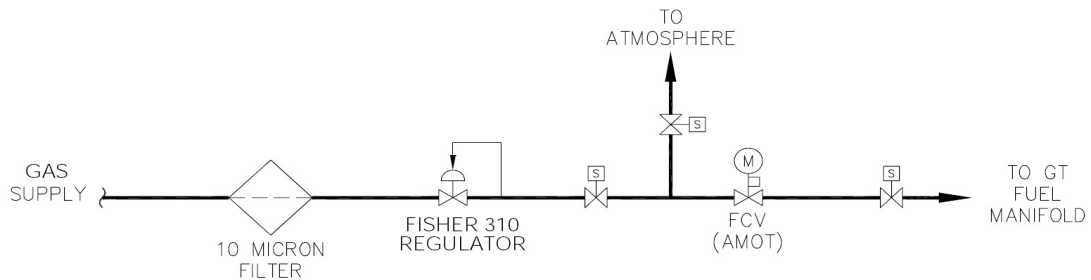 TO
ATMOSPHERE
S
GAS
SUPPLY
10 MICRON
FILTER
FISHER 310
REGULATOR
S
M
FCV
(AMOT)
S
TO GT
FUEL
MANIFOLD